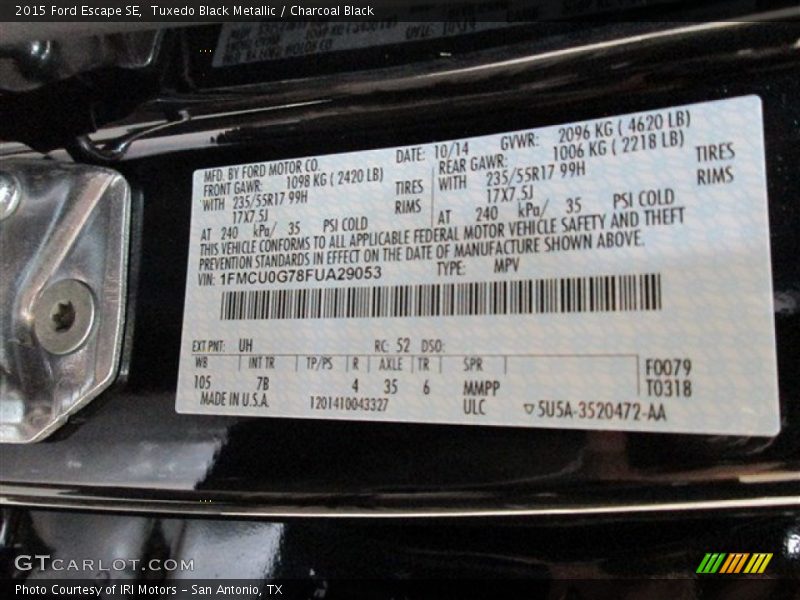 2015 Ford Escape SE, Tuxedo Black Metallic / Charcoal Black
MFD. BY FORD MOTOR CO. DATE: 10/14 GVWR: 2096 KG ( 4620 LB)
FRONT GAWR: 1098 KG ( 2420 LB) REAR GAWR: 1006 KG ( 2218 LB)
WITH 235/55R17 99H TIRES WITH 235/55R17 99H TIRES
17X7.5J RIMS 17X7.5J RIMS
AT 240 kPa/ 35 PSI COLD AT 240 kPa/ 35 PSI COLD
THIS VEHICLE CONFORMS TO ALL APPLICABLE FEDERAL MOTOR VEHICLE SAFETY AND THEFT
PREVENTION STANDARDS IN EFFECT ON THE DATE OF MANUFACTURE SHOWN ABOVE.
VIN: 1FMCU0G78FUA29053 TYPE: MPV
EXT PNT: UH RC: 52 DSO:
WB INT TR TP/PS R AXLE TR SPR
105 7B 4 35 6 MMPP
F0079
T0318
MADE IN U.S.A. 1201410043327 ULC ▽5U5A-3520472-AA
GTCARLOT.COM
Photo Courtesy of IRI Motors - San Antonio, TX